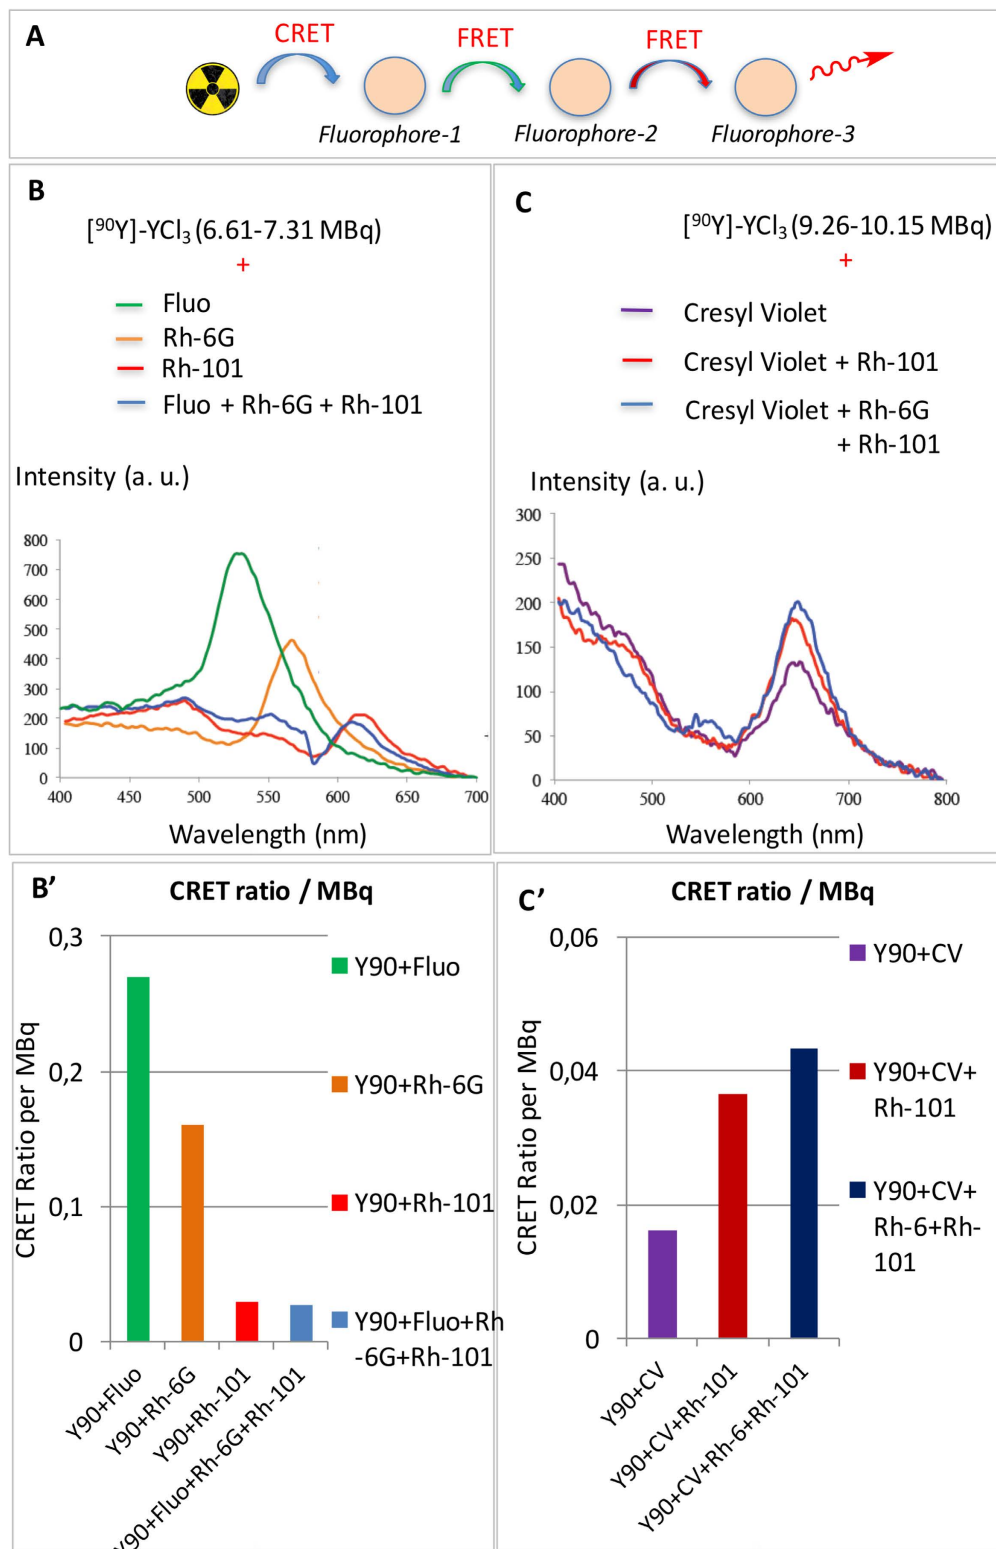 A
CRET FRET FRET
Fluorophore-1 Fluorophore-2 Fluorophore-3
B
[⁹⁰Y]-YCl₃ (6.61-7.31 MBq)
+
Fluo
Rh-6G
Rh-101
Fluo + Rh-6G + Rh-101
Intensity (a. u.)
800
700
600
500
400
300
200
100
0
400 450 500 550 600 650 700
Wavelength (nm)
C
[⁹⁰Y]-YCl₃ (9.26-10.15 MBq)
+
Cresyl Violet
Cresyl Violet + Rh-101
Cresyl Violet + Rh-6G
+ Rh-101
Intensity (a. u.)
300
250
200
150
100
50
0
400 500 600 700 800
Wavelength (nm)
B’
CRET ratio / MBq
CRET Ratio per MBq
0,3
0,2
0,1
0
Y90+Fluo
Y90+Rh-6G
Y90+Rh-101
Y90+Fluo+Rh-6G+Rh-101
Y90+Fluo
Y90+Rh-6G
Y90+Rh-101
Y90+Fluo+Rh
-6G+Rh-101
C’
CRET ratio / MBq
CRET Ratio per MBq
0,06
0,04
0,02
0
Y90+CV
Y90+CV+Rh-101
Y90+CV+Rh-6+Rh-101
Y90+CV
Y90+CV+
Rh-101
Y90+CV+
Rh-6+Rh-
101